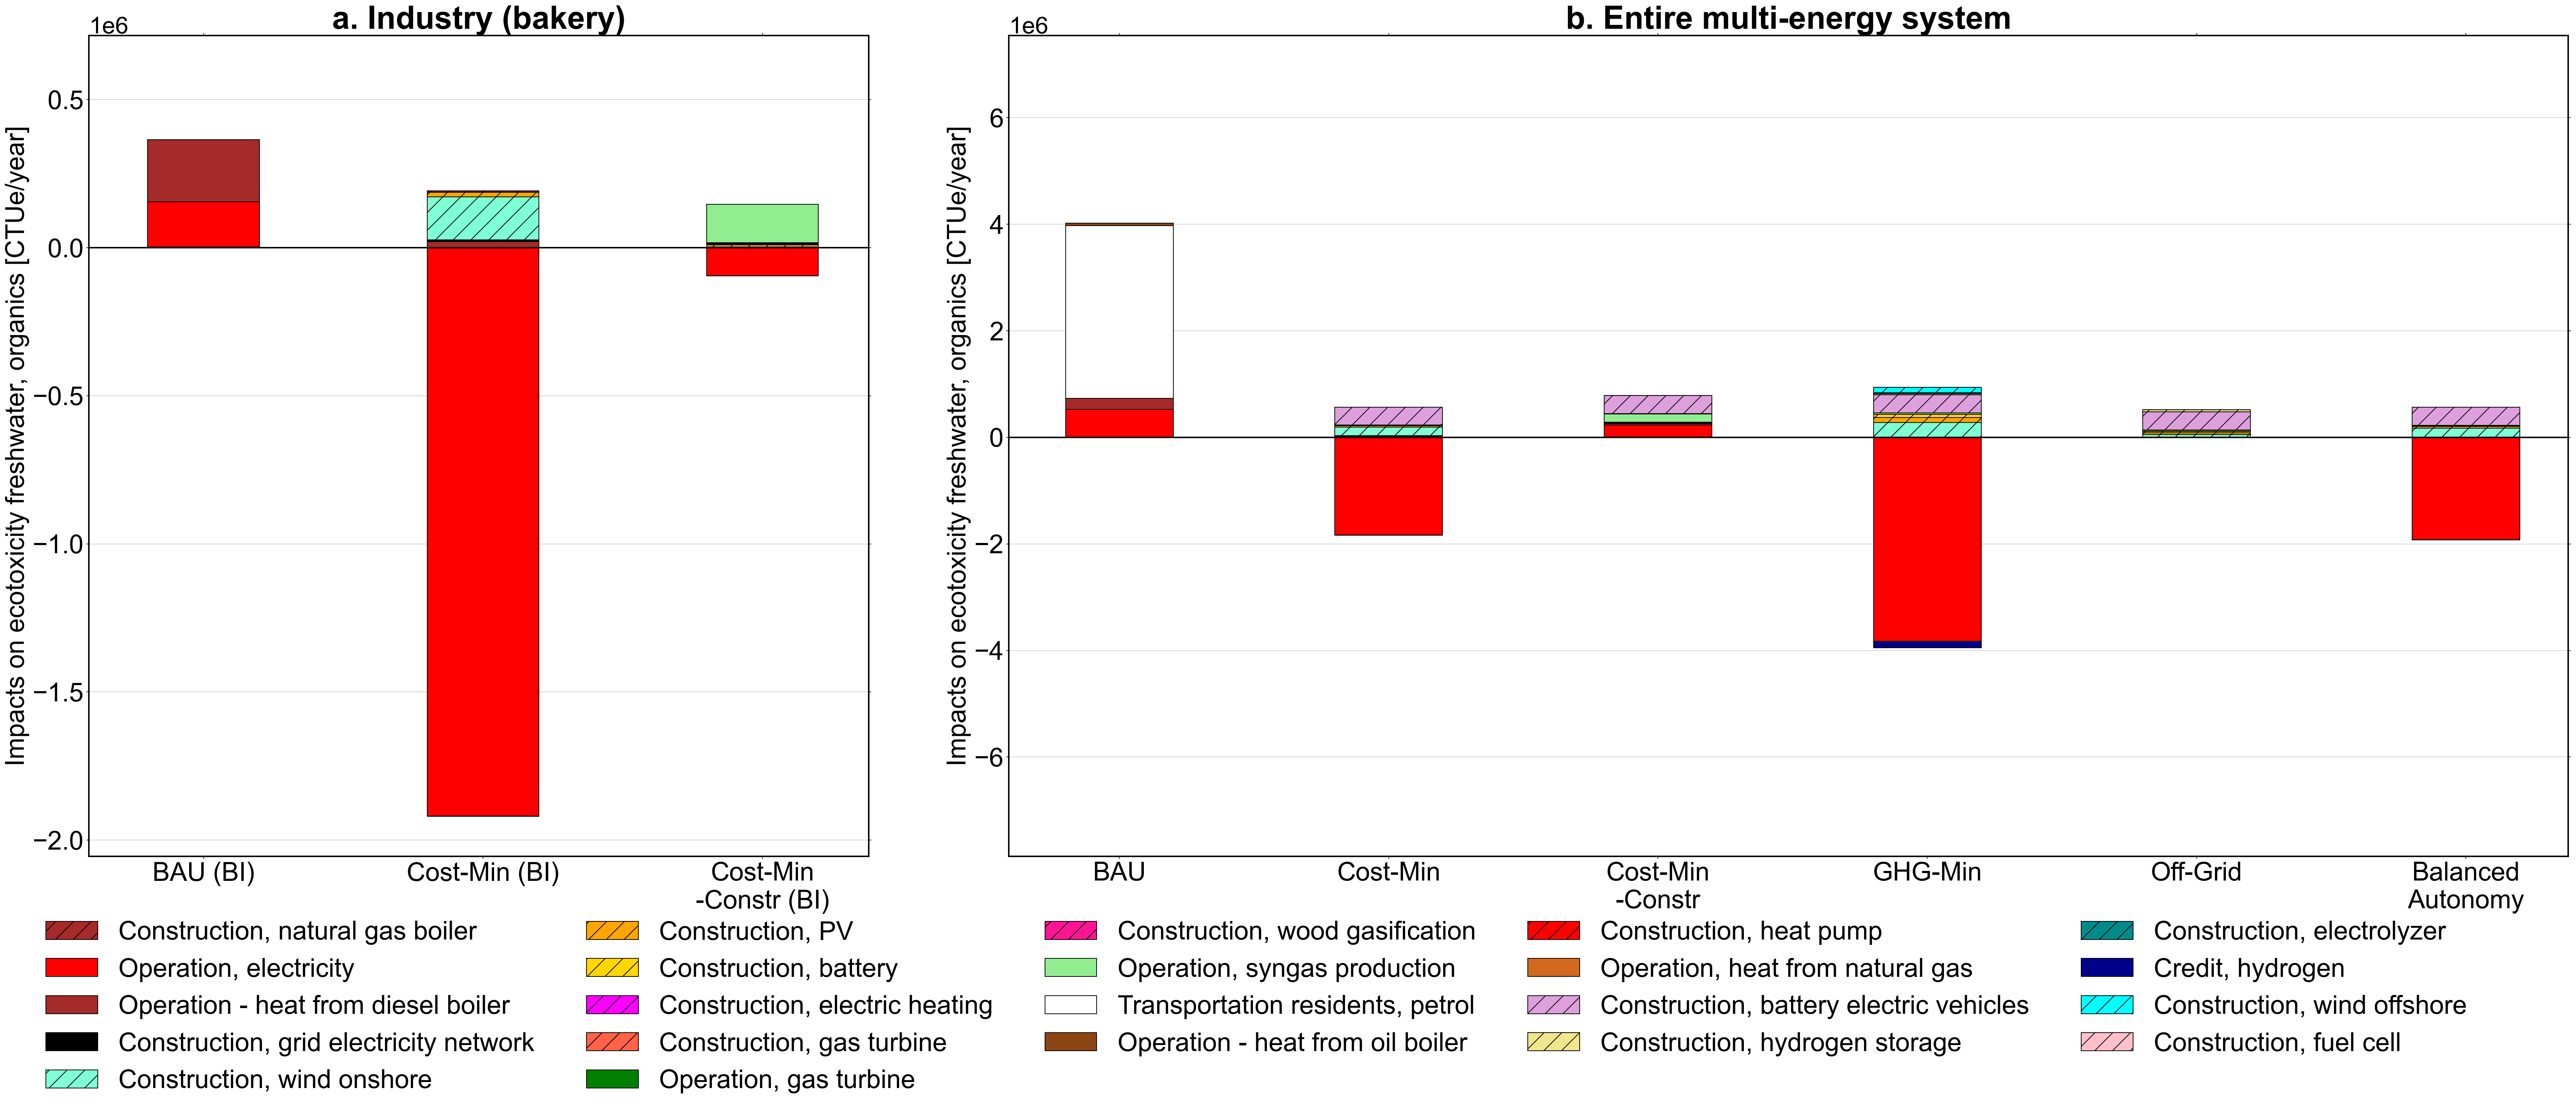 a. Industry (bakery)
1e6
Impacts on ecotoxicity freshwater, organics [CTUe/year]
0.5
0.0
−0.5
−1.0
−1.5
−2.0
BAU (BI)
Cost-Min (BI)
Cost-Min
-Constr (BI)
b. Entire multi-energy system
1e6
Impacts on ecotoxicity freshwater, organics [CTUe/year]
6
4
2
0
−2
−4
−6
BAU
Cost-Min
Cost-Min
-Constr
GHG-Min
Off-Grid
Balanced
Autonomy
Construction, natural gas boiler
Operation, electricity
Operation - heat from diesel boiler
Construction, grid electricity network
Construction, wind onshore
Construction, PV
Construction, battery
Construction, electric heating
Construction, gas turbine
Operation, gas turbine
Construction, wood gasification
Operation, syngas production
Transportation residents, petrol
Operation - heat from oil boiler
Construction, heat pump
Operation, heat from natural gas
Construction, battery electric vehicles
Construction, hydrogen storage
Construction, electrolyzer
Credit, hydrogen
Construction, wind offshore
Construction, fuel cell